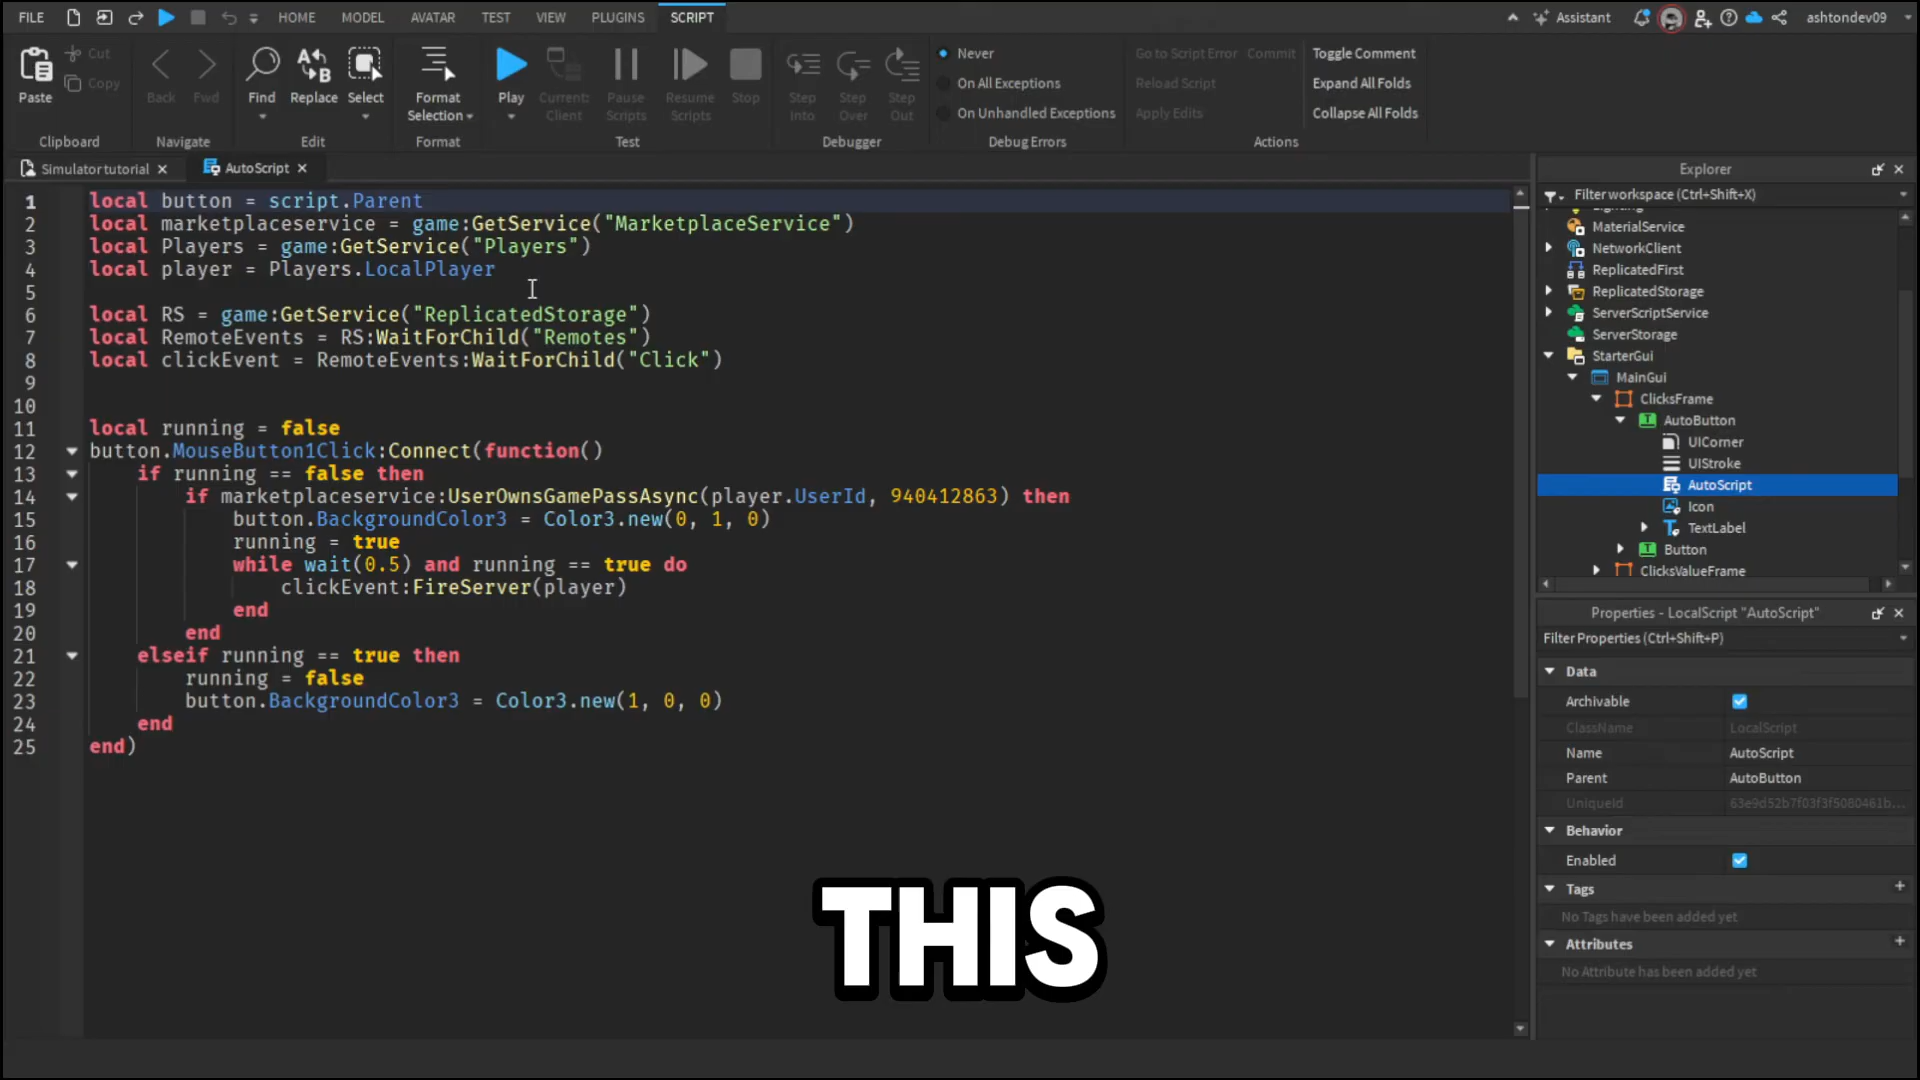 FILE HOME MODEL AVATAR TEST VIEW PLUGINS SCRIPT Assistant ashtondev09
Paste Cut Copy Back Fwd Find Replace Select Format Selection Play Current: Client Pause Scripts Resume Scripts Stop Step Into Step Over Step Out
Never Go to Script Error Commit Toggle Comment
On All Exceptions Reload Script Expand All Folds
On Unhandled Exceptions Apply Edits Collapse All Folds
Clipboard Navigate Edit Format Test Debugger Debug Errors Actions
Simulator tutorial AutoScript
1 local button = script.Parent
2 local marketplaceservice = game:GetService("MarketplaceService")
3 local Players = game:GetService("Players")
4 local player = Players.LocalPlayer
5
6 local RS = game:GetService("ReplicatedStorage")
7 local RemoteEvents = RS:WaitForChild("Remotes")
8 local clickEvent = RemoteEvents:WaitForChild("Click")
9
10
11 local running = false
12 button.MouseButton1Click:Connect(function()
13 if running == false then
14 if marketplaceservice:UserOwnsGamePassAsync(player.UserId, 940412863) then
15 button.BackgroundColor3 = Color3.new(0, 1, 0)
16 running = true
17 while wait(0.5) and running == true do
18 clickEvent:FireServer(player)
19 end
20 end
21 elseif running == true then
22 running = false
23 button.BackgroundColor3 = Color3.new(1, 0, 0)
24 end
25 end)
THIS
Explorer
Filter workspace (Ctrl+Shift+X)
Lighting
MaterialService
NetworkClient
ReplicatedFirst
ReplicatedStorage
ServerScriptService
ServerStorage
StarterGui
MainGui
ClicksFrame
AutoButton
UICorner
UIStroke
AutoScript
Icon
TextLabel
Button
ClicksValueFrame
Properties - LocalScript "AutoScript"
Filter Properties (Ctrl+Shift+P)
Data
Archivable
ClassName LocalScript
Name AutoScript
Parent AutoButton
UniqueId 63e9d52b7f03f3f5080461b...
Behavior
Enabled
Tags +
No Tags have been added yet
Attributes +
No Attribute has been added yet